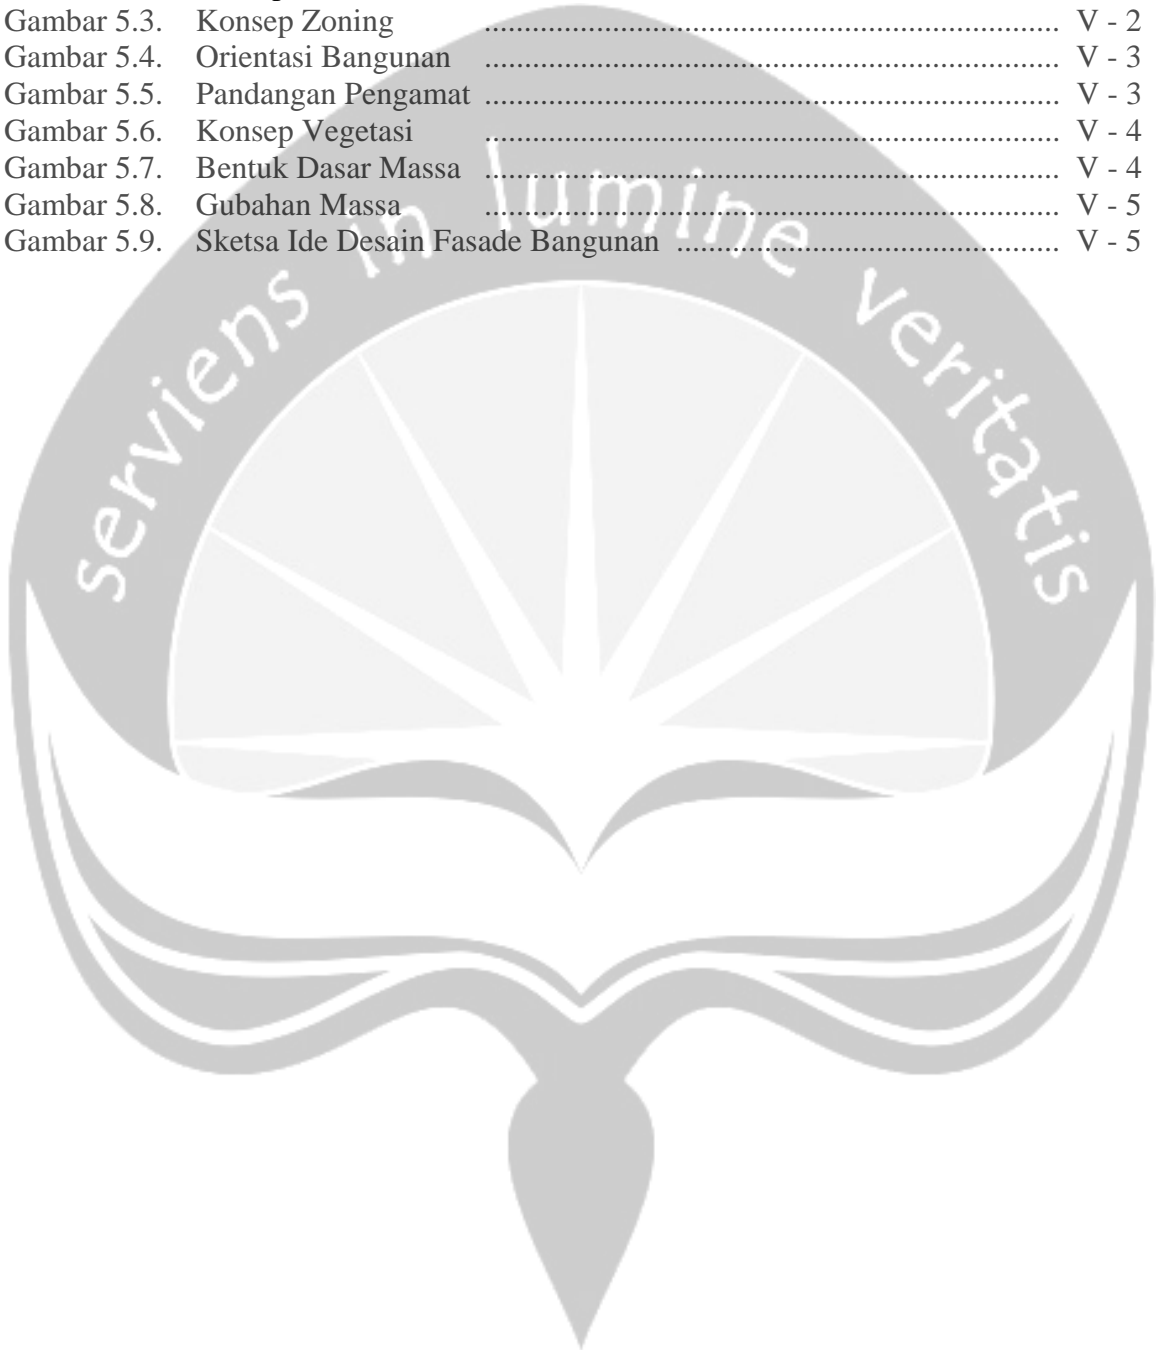 Gambar 5.3. Konsep Zoning ........................................................................ V - 2
Gambar 5.4. Orientasi Bangunan ........................................................................ V - 3
Gambar 5.5. Pandangan Pengamat ........................................................................ V - 3
Gambar 5.6. Konsep Vegetasi ........................................................................ V - 4
Gambar 5.7. Bentuk Dasar Massa ........................................................................ V - 4
Gambar 5.8. Gubahan Massa ........................................................................ V - 5
Gambar 5.9. Sketsa Ide Desain Fasade Bangunan ................................................ V - 5
serviens in lumine veritatis